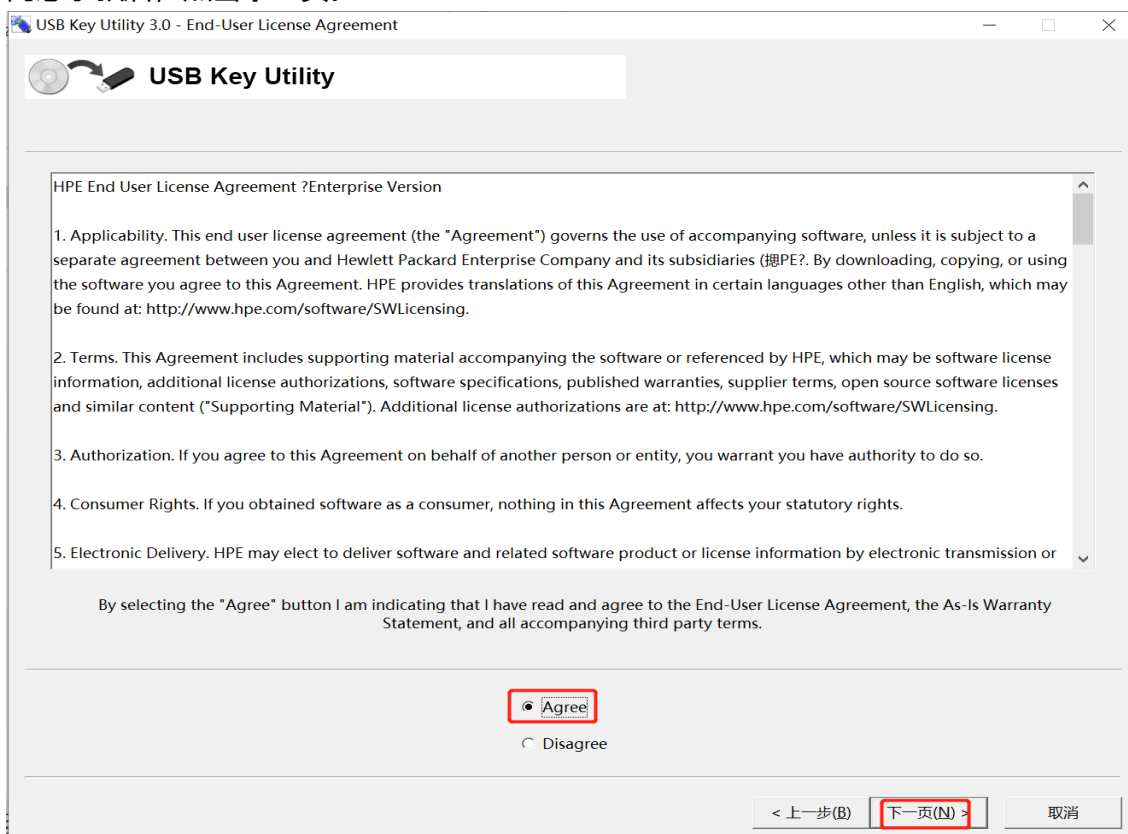 USB Key Utility 3.0 - End-User License Agreement
USB Key Utility
HPE End User License Agreement ?Enterprise Version
1. Applicability. This end user license agreement (the "Agreement") governs the use of accompanying software, unless it is subject to a
separate agreement between you and Hewlett Packard Enterprise Company and its subsidiaries (摁PE?. By downloading, copying, or using
the software you agree to this Agreement. HPE provides translations of this Agreement in certain languages other than English, which may
be found at: http://www.hpe.com/software/SWLicensing.
2. Terms. This Agreement includes supporting material accompanying the software or referenced by HPE, which may be software license
information, additional license authorizations, software specifications, published warranties, supplier terms, open source software licenses
and similar content ("Supporting Material"). Additional license authorizations are at: http://www.hpe.com/software/SWLicensing.
3. Authorization. If you agree to this Agreement on behalf of another person or entity, you warrant you have authority to do so.
4. Consumer Rights. If you obtained software as a consumer, nothing in this Agreement affects your statutory rights.
5. Electronic Delivery. HPE may elect to deliver software and related software product or license information by electronic transmission or
By selecting the "Agree" button I am indicating that I have read and agree to the End-User License Agreement, the As-Is Warranty
Statement, and all accompanying third party terms.
Agree
Disagree
< 上一步(B) 下一页(N) > 取消